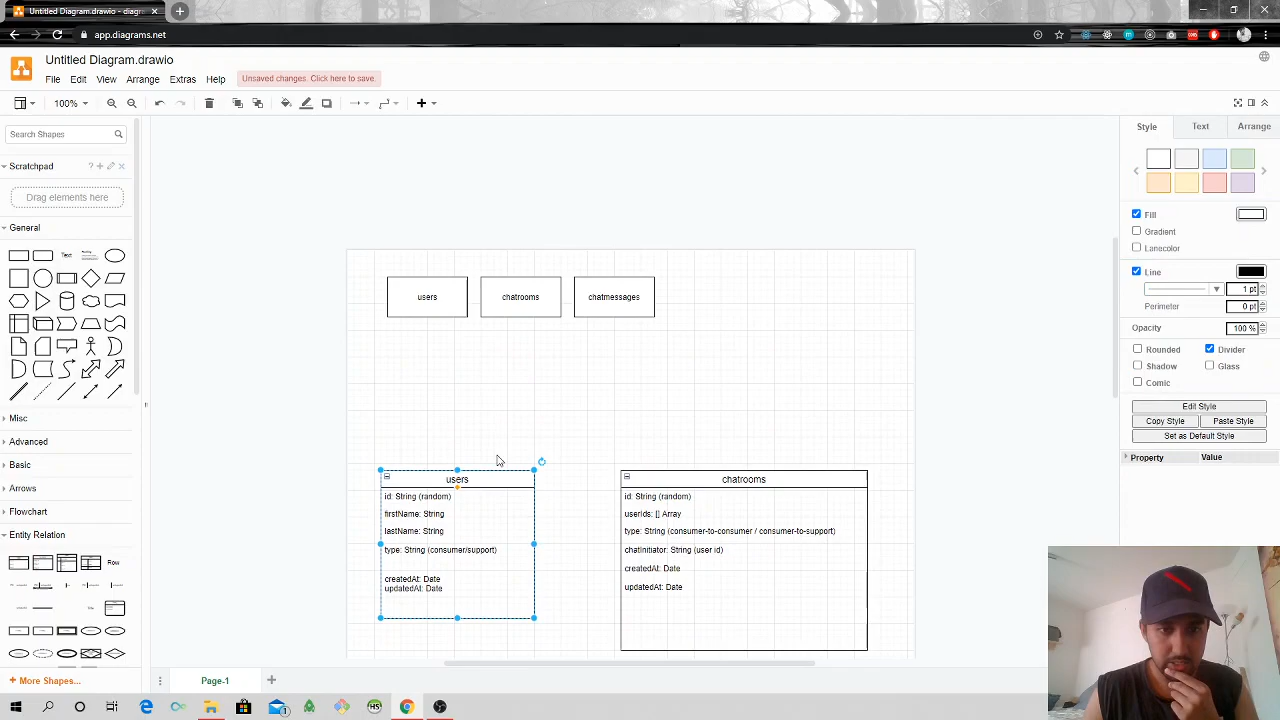 Untitled Diagram.drawio - diagr
app.diagrams.net
Untitled Diagram.drawio
File Edit View Arrange Extras Help
Unsaved changes. Click here to save.
100%
Search Shapes
Scratchpad
Drag elements here
General
Text
Misc
Advanced
Basic
Arrows
Flowchart
Entity Relation
Row
+ More Shapes...
users
chatrooms
chatmessages
users
id: String (random)
firstName: String
lastName: String
type: String (consumer/support)
createdAt: Date
updatedAt: Date
chatrooms
id: String (random)
userIds: [] Array
type: String (consumer-to-consumer / consumer-to-support)
chatInitiator: String (user id)
createdAt: Date
updatedAt: Date
Style Text Arrange
Fill
Gradient
Lanecolor
Line
1 pt
Perimeter 0 pt
Opacity 100 %
Rounded Divider
Shadow Glass
Comic
Edit Style
Copy Style Paste Style
Set as Default Style
Property Value
Page-1